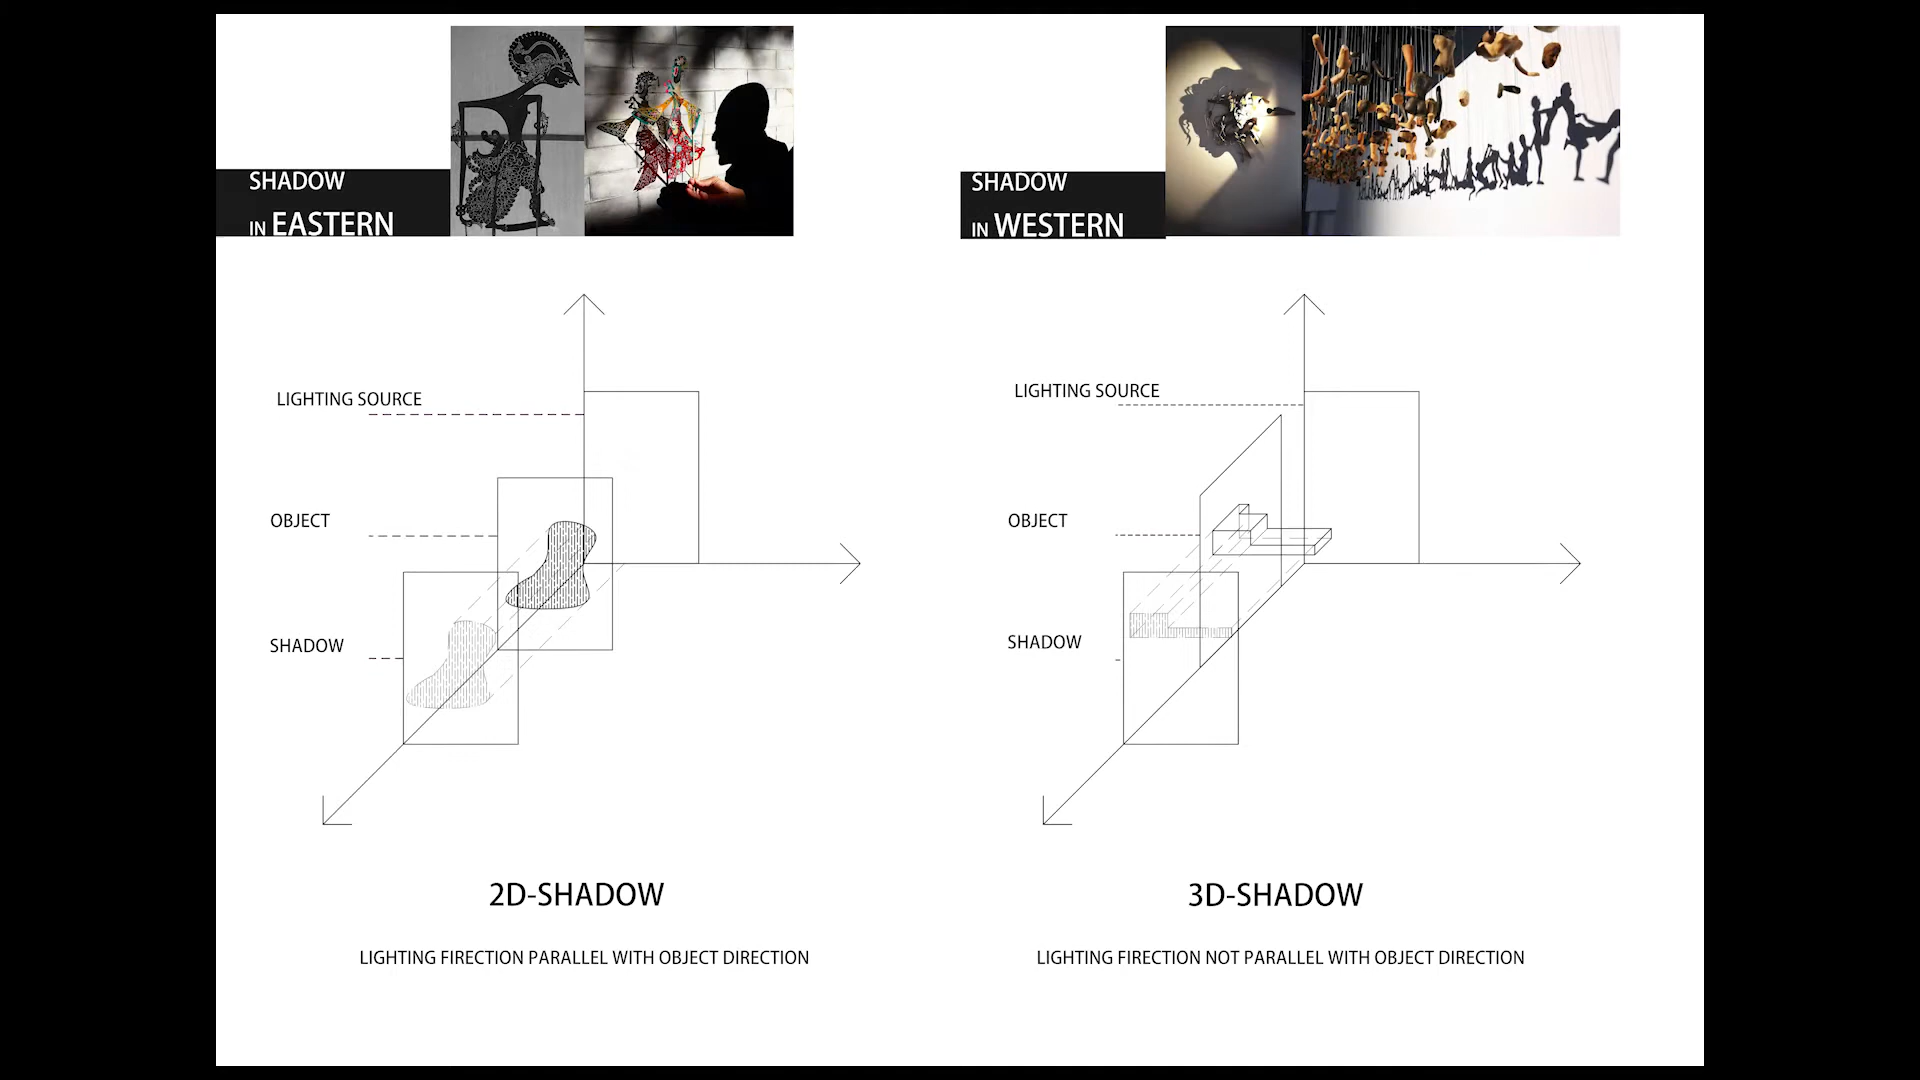 SHADOW
IN EASTERN
SHADOW
IN WESTERN
LIGHTING SOURCE
OBJECT
SHADOW
LIGHTING SOURCE
OBJECT
SHADOW
2D-SHADOW
3D-SHADOW
LIGHTING FIRECTION PARALLEL WITH OBJECT DIRECTION
LIGHTING FIRECTION NOT PARALLEL WITH OBJECT DIRECTION